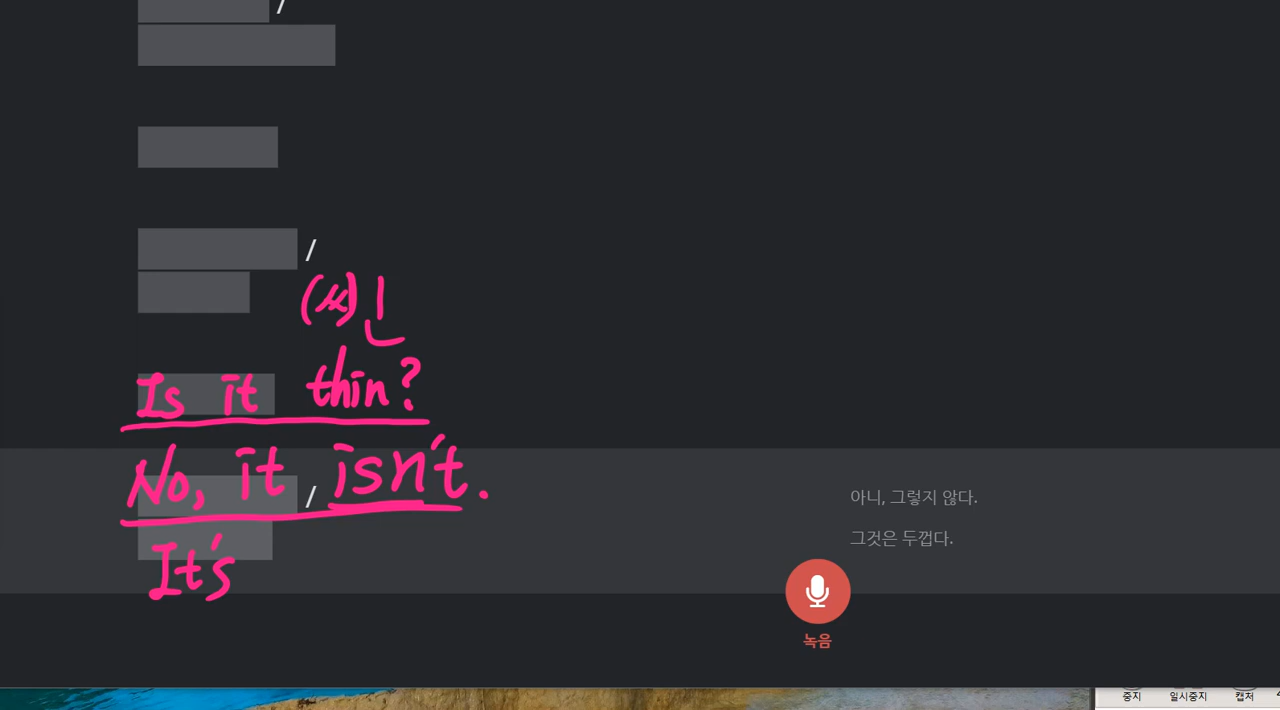 /
/
(씨)ㅣ
ㄴ
Is it thin?
No, it / isn't.
아니, 그렇지 않다.
It's
그것은 두껍다.
녹음
중지 일시중지 캡처